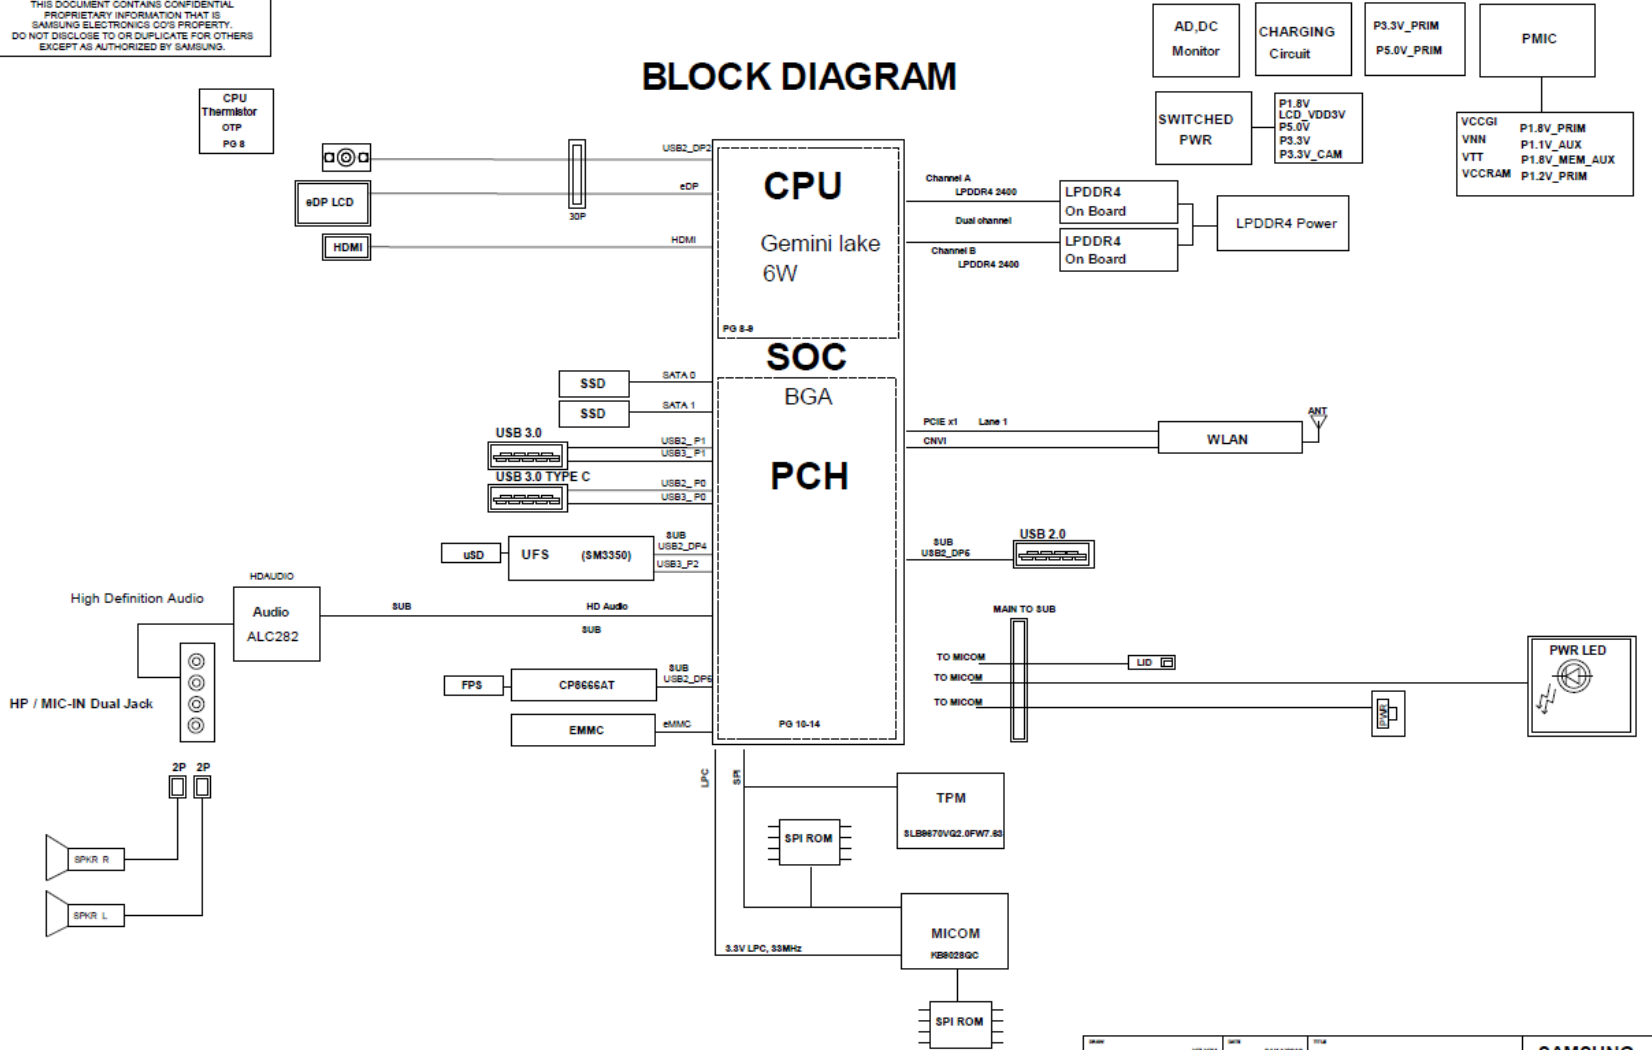 THIS DOCUMENT CONTAINS CONFIDENTIAL
PROPRIETARY INFORMATION THAT IS
SAMSUNG ELECTRONICS CO'S PROPERTY.
DO NOT DISCLOSE TO OR DUPLICATE FOR OTHERS
EXCEPT AS AUTHORIZED BY SAMSUNG.
BLOCK DIAGRAM
AD,DC
Monitor
CHARGING
Circuit
P3.3V_PRIM
P5.0V_PRIM
PMIC
SWITCHED
PWR
P1.8V
LCD_VDD3V
P5.0V
P3.3V
P3.3V_CAM
VCCGI
VNN
VTT
VCCRAM
P1.8V_PRIM
P1.1V_AUX
P1.8V_MEM_AUX
P1.2V_PRIM
CPU
Thermistor
OTP
PG 8
eDP LCD
HDMI
30P
USB2_DP2
eDP
HDMI
CPU
Gemini lake
6W
PG 8-9
SOC
BGA
PCH
PG 10-14
Channel A
LPDDR4 2400
Dual channel
Channel B
LPDDR4 2400
LPDDR4
On Board
LPDDR4
On Board
LPDDR4 Power
SSD
SATA 0
SSD
SATA 1
USB 3.0
USB2_P1
USB3_P1
USB 3.0 TYPE C
USB2_P0
USB3_P0
PCIE x1 Lane 1
CNVI
WLAN
ANT
uSD
UFS (SM3350)
SUB
USB2_DP4
USB3_P2
SUB
USB2_DP6
USB 2.0
HDAUDIO
High Definition Audio
Audio
ALC282
SUB
HD Audio
SUB
HP / MIC-IN Dual Jack
FPS
CP8666AT
SUB
USB2_DP5
EMMC
eMMC
MAIN TO SUB
TO MICOM
TO MICOM
TO MICOM
LID
PWR
PWR LED
2P 2P
SPKR R
SPKR L
LPC
SPI
TPM
SLB9670VQ2.0FW7.63
SPI ROM
MICOM
KB9028QC
3.3V LPC, 33MHz
SPI ROM
DRAW
DATE
TITLE
SAMSUNG